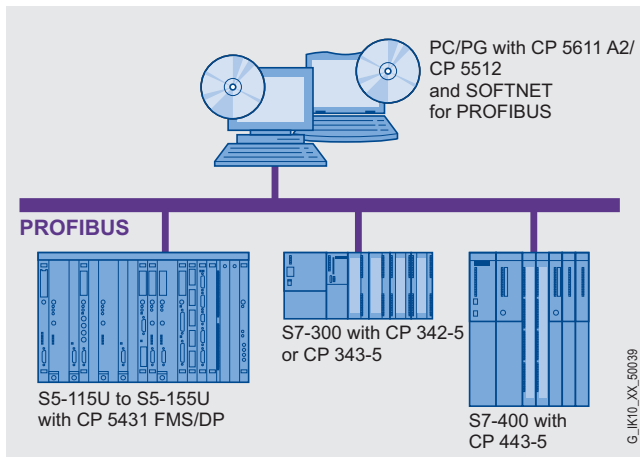 PC/PG with CP 5611 A2/
CP 5512
and SOFTNET
for PROFIBUS
PROFIBUS
S5-115U to S5-155U
with CP 5431 FMS/DP
S7-300 with CP 342-5
or CP 343-5
S7-400 with
CP 443-5
G_IK10_XX_50039